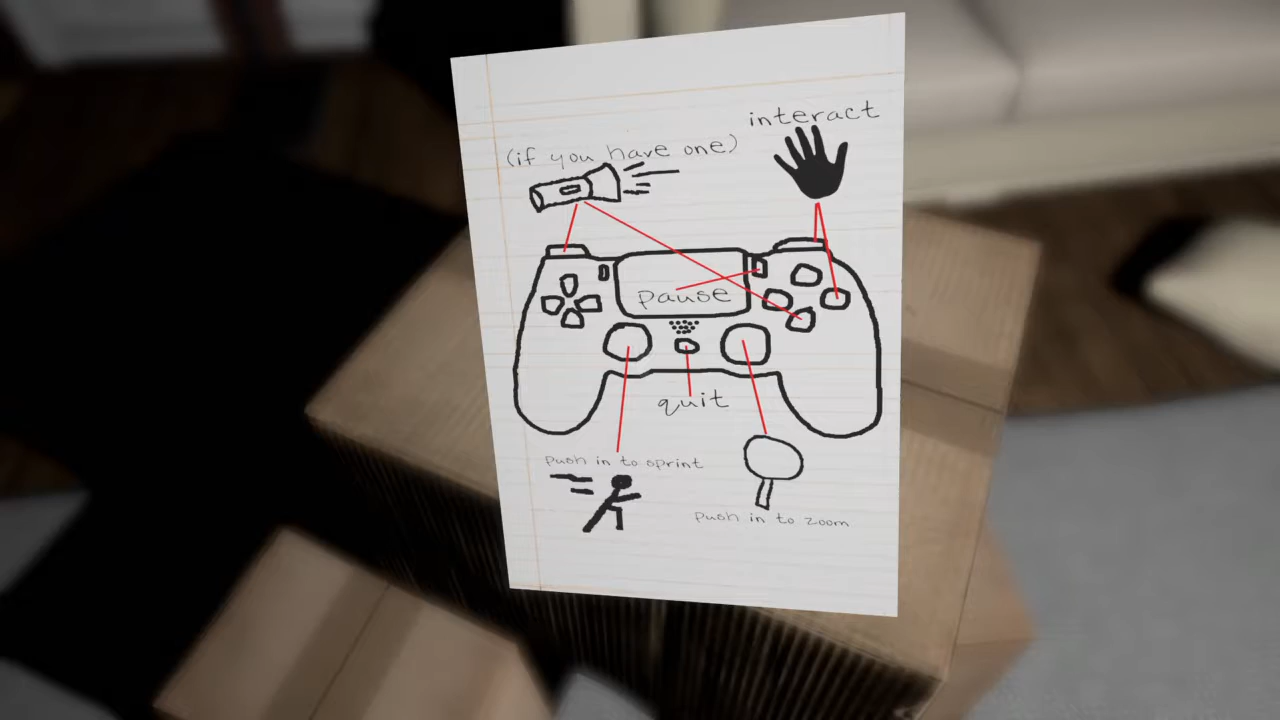 interact
(if you have one)
pause
quit
push in to sprint
push in to zoom